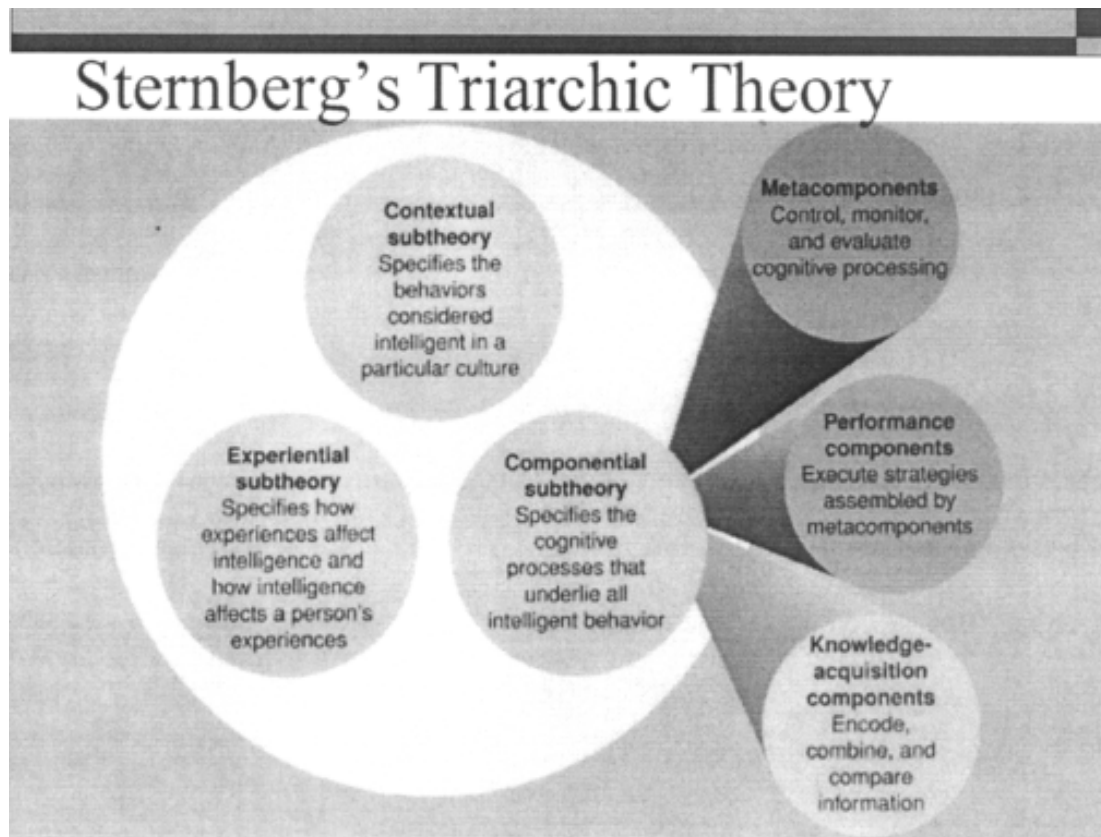 Sternberg's Triarchic Theory
Contextual
subtheory
Specifies the
behaviors
considered
intelligent in a
particular culture
Experiential
subtheory
Specifies how
experiences affect
intelligence and
how intelligence
affects a person's
experiences
Componential
subtheory
Specifies the
cognitive
processes that
underlie all
intelligent behavior
Metacomponents
Control, monitor,
and evaluate
cognitive processing
Performance
components
Execute strategies
assembled by
metacomponents
Knowledge-
acquisition
components
Encode,
combine, and
compare
information